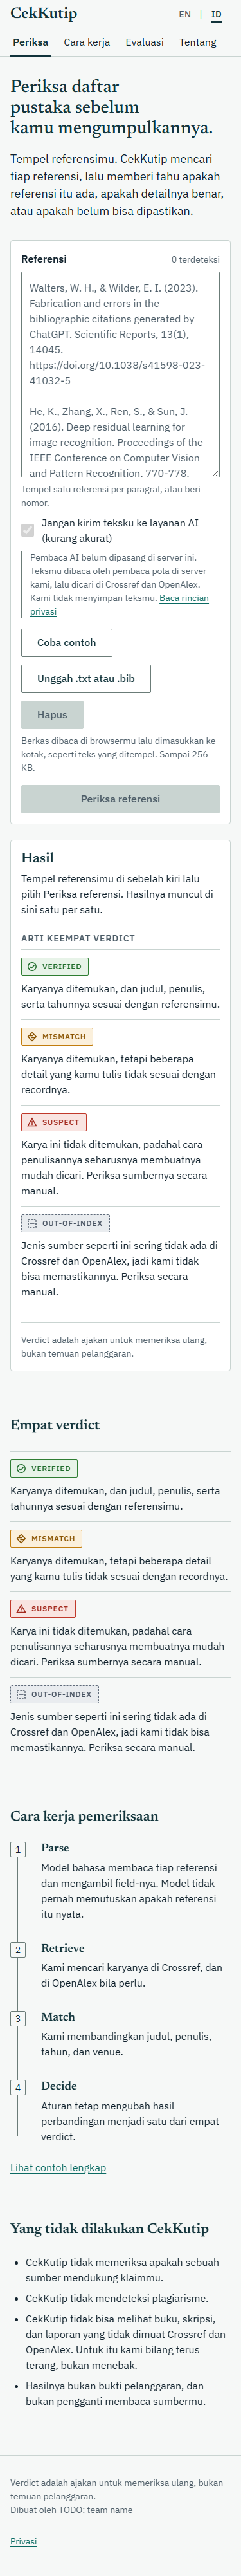 CekKutip
EN | ID
Periksa Cara kerja Evaluasi Tentang
Periksa daftar
pustaka sebelum
kamu mengumpulkannya.
Tempel referensimu. CekKutip mencari
tiap referensi, lalu memberi tahu apakah
referensi itu ada, apakah detailnya benar,
atau apakah belum bisa dipastikan.
Referensi 0 terdeteksi
Walters, W. H., & Wilder, E. I. (2023).
Fabrication and errors in the
bibliographic citations generated by
ChatGPT. Scientific Reports, 13(1),
14045.
https://doi.org/10.1038/s41598-023-
41032-5
He, K., Zhang, X., Ren, S., & Sun, J.
(2016). Deep residual learning for
image recognition. Proceedings of the
IEEE Conference on Computer Vision
and Pattern Recognition, 770-778.
Tempel satu referensi per paragraf, atau beri
nomor.
Jangan kirim teksku ke layanan AI
(kurang akurat)
Pembaca AI belum dipasang di server ini.
Teksmu dibaca oleh pembaca pola di server
kami, lalu dicari di Crossref dan OpenAlex.
Kami tidak menyimpan teksmu. Baca rincian
privasi
Coba contoh
Unggah .txt atau .bib
Hapus
Berkas dibaca di browsermu lalu dimasukkan ke
kotak, seperti teks yang ditempel. Sampai 256
KB.
Periksa referensi
Hasil
Tempel referensimu di sebelah kiri lalu
pilih Periksa referensi. Hasilnya muncul di
sini satu per satu.
ARTI KEEMPAT VERDICT
VERIFIED
Karyanya ditemukan, dan judul, penulis,
serta tahunnya sesuai dengan referensimu.
MISMATCH
Karyanya ditemukan, tetapi beberapa
detail yang kamu tulis tidak sesuai dengan
recordnya.
SUSPECT
Karya ini tidak ditemukan, padahal cara
penulisannya seharusnya membuatnya
mudah dicari. Periksa sumbernya secara
manual.
OUT-OF-INDEX
Jenis sumber seperti ini sering tidak ada di
Crossref dan OpenAlex, jadi kami tidak
bisa memastikannya. Periksa secara
manual.
Verdict adalah ajakan untuk memeriksa ulang,
bukan temuan pelanggaran.
Empat verdict
VERIFIED
Karyanya ditemukan, dan judul, penulis, serta
tahunnya sesuai dengan referensimu.
MISMATCH
Karyanya ditemukan, tetapi beberapa detail
yang kamu tulis tidak sesuai dengan recordnya.
SUSPECT
Karya ini tidak ditemukan, padahal cara
penulisannya seharusnya membuatnya mudah
dicari. Periksa sumbernya secara manual.
OUT-OF-INDEX
Jenis sumber seperti ini sering tidak ada di
Crossref dan OpenAlex, jadi kami tidak bisa
memastikannya. Periksa secara manual.
Cara kerja pemeriksaan
1 Parse
Model bahasa membaca tiap referensi
dan mengambil field-nya. Model tidak
pernah memutuskan apakah referensi
itu nyata.
2 Retrieve
Kami mencari karyanya di Crossref, dan
di OpenAlex bila perlu.
3 Match
Kami membandingkan judul, penulis,
tahun, dan venue.
4 Decide
Aturan tetap mengubah hasil
perbandingan menjadi satu dari empat
verdict.
Lihat contoh lengkap
Yang tidak dilakukan CekKutip
• CekKutip tidak memeriksa apakah sebuah
sumber mendukung klaimmu.
• CekKutip tidak mendeteksi plagiarisme.
• CekKutip tidak bisa melihat buku, skripsi,
dan laporan yang tidak dimuat Crossref dan
OpenAlex. Untuk itu kami bilang terus
terang, bukan menebak.
• Hasilnya bukan bukti pelanggaran, dan
bukan pengganti membaca sumbermu.
Verdict adalah ajakan untuk memeriksa ulang, bukan
temuan pelanggaran.
Dibuat oleh TODO: team name
Privasi